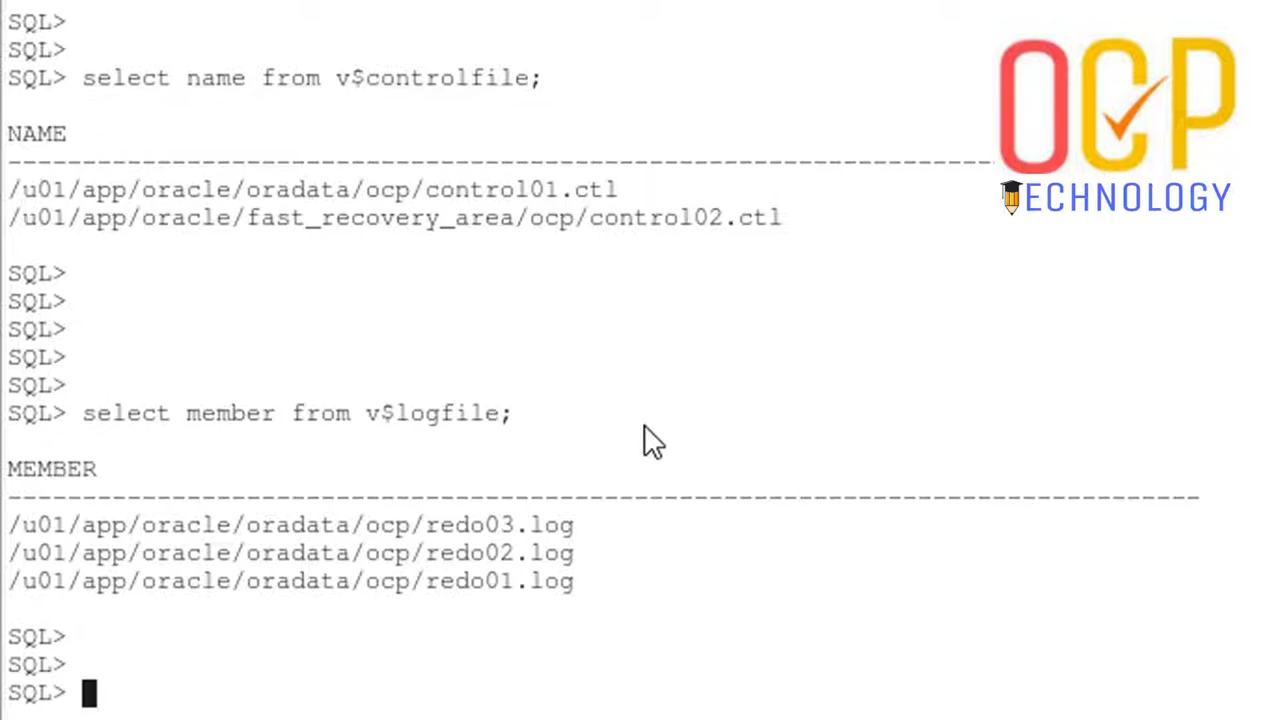 SQL>
SQL>
SQL> select name from v$controlfile;
NAME
--------------------------------------------------------------------------------
/u01/app/oracle/oradata/ocp/control01.ctl
/u01/app/oracle/fast_recovery_area/ocp/control02.ctl
SQL>
SQL>
SQL>
SQL>
SQL>
SQL> select member from v$logfile;
MEMBER
--------------------------------------------------------------------------------
/u01/app/oracle/oradata/ocp/redo03.log
/u01/app/oracle/oradata/ocp/redo02.log
/u01/app/oracle/oradata/ocp/redo01.log
SQL>
SQL>
SQL>
OCP
TECHNOLOGY